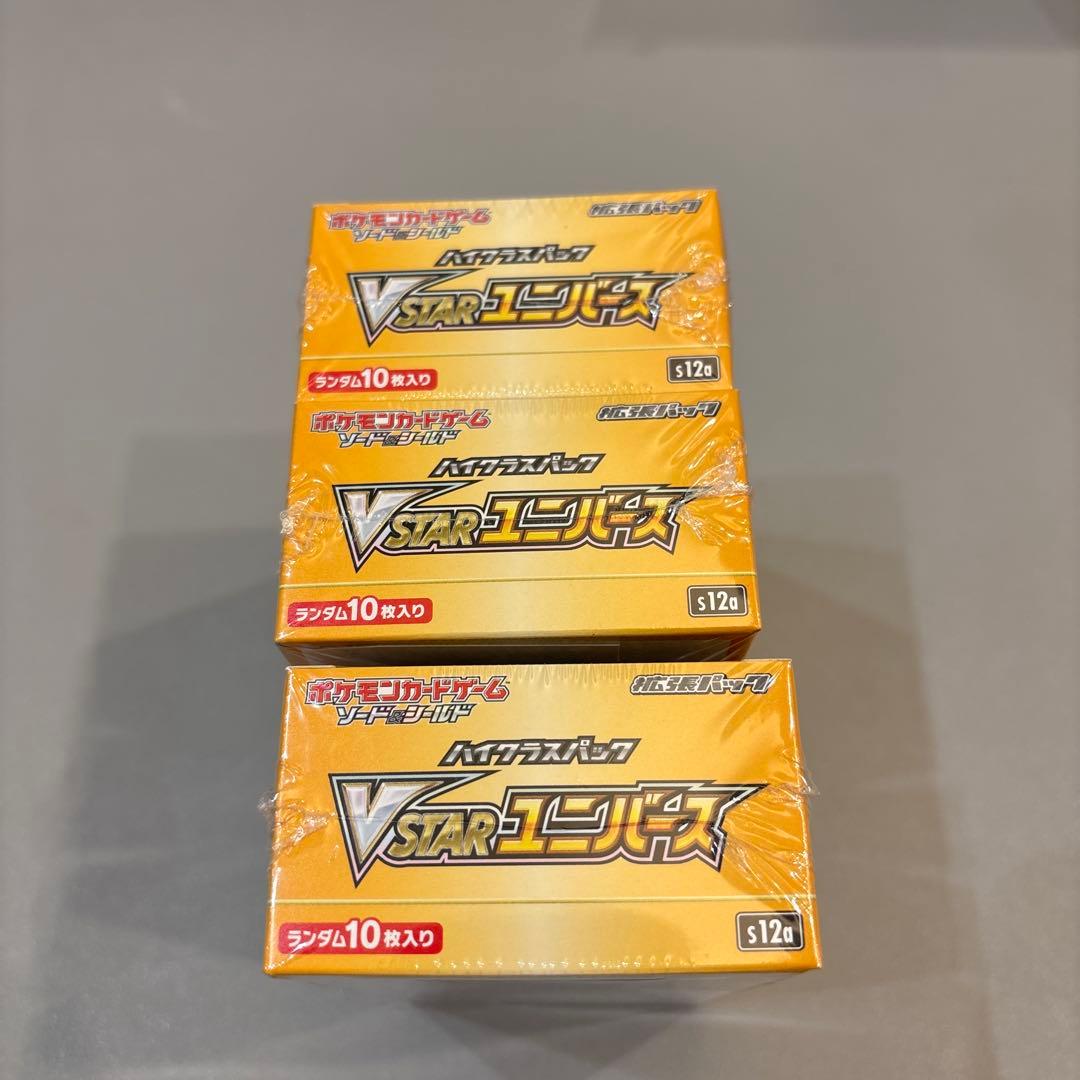 ポケモンカードゲーム
ソード&シールド
拡張パック
ハイクラスパック
VSTARユニバース
ランダム10枚入り
s12a
ポケモンカードゲーム
ソード&シールド
拡張パック
ハイクラスパック
VSTARユニバース
ランダム10枚入り
s12a
ポケモンカードゲーム
ソード&シールド
拡張パック
ハイクラスパック
VSTARユニバース
ランダム10枚入り
s12a